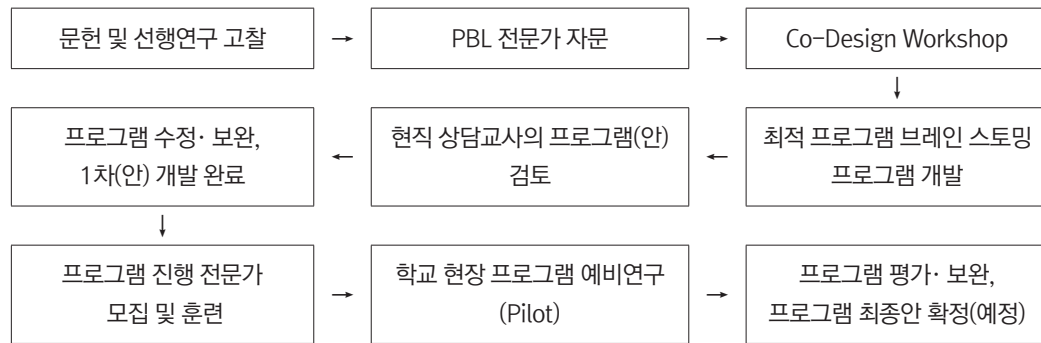 문헌 및 선행연구 고찰
→
PBL 전문가 자문
→
Co-Design Workshop
↓
최적 프로그램 브레인 스토밍
프로그램 개발
←
현직 상담교사의 프로그램(안)
검토
←
프로그램 수정· 보완,
1차(안) 개발 완료
↓
프로그램 진행 전문가
모집 및 훈련
→
학교 현장 프로그램 예비연구
(Pilot)
→
프로그램 평가· 보완,
프로그램 최종안 확정(예정)